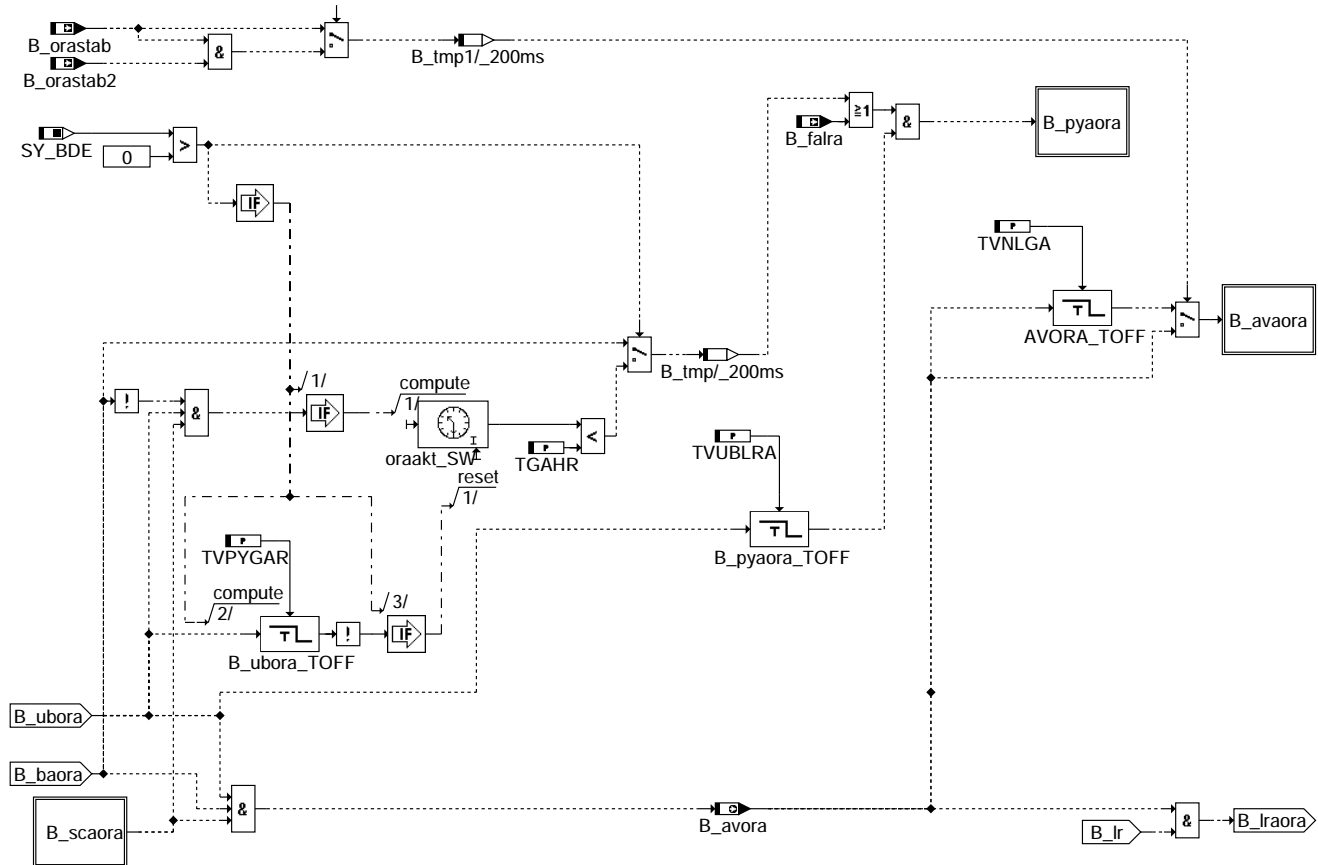 B_orastab
&
B_tmp1/_200ms
B_orastab2
SY_BDE
0
>
≥1
&
B_falra
B_pyaora
IF
TVNLGA
AVORA_TOFF
B_avaora
B_tmp/_200ms
!
&
/1/
IF
compute
1/
oraakt_SW
TGAHR
<
TVUBLRA
reset
1/
B_pyaora_TOFF
TVPYGAR
compute
2/
/3/
!
IF
B_ubora_TOFF
B_ubora
B_baora
&
B_scaora
B_avora
B_lr
&
B_lraora